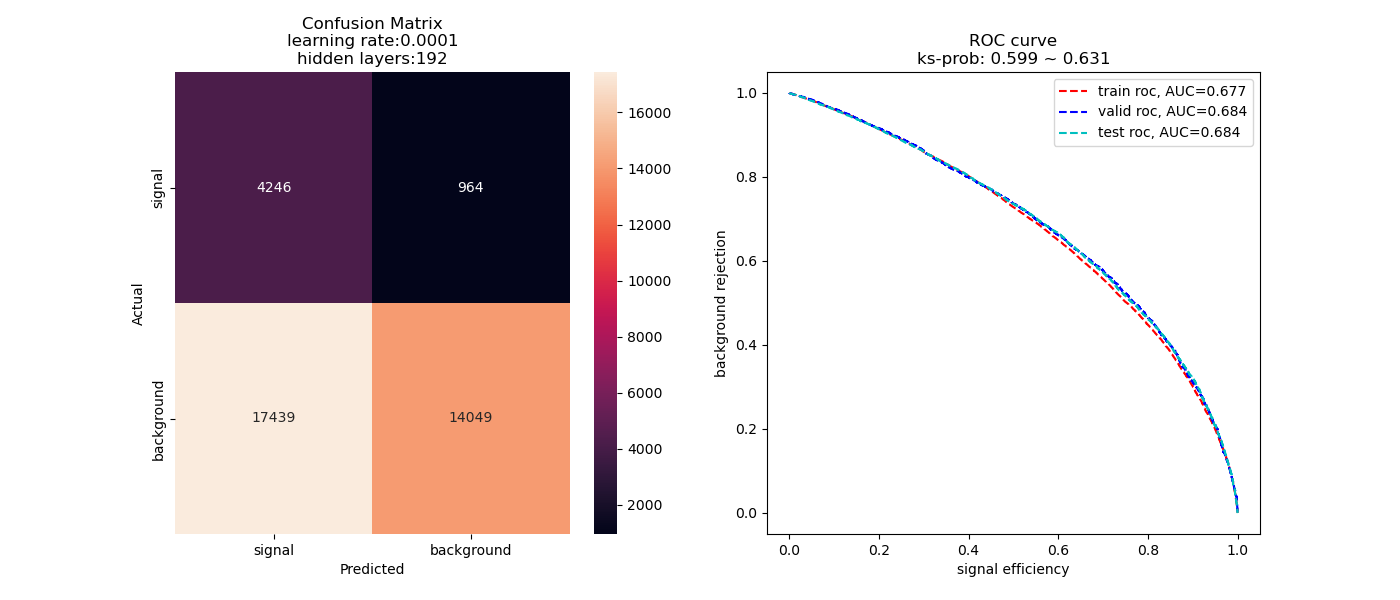 Confusion Matrix
learning rate:0.0001
hidden layers:192
signal
background
Actual
4246
964
17439
14049
signal
background
Predicted
16000
14000
12000
10000
8000
6000
4000
2000
ROC curve
ks-prob: 0.599 ~ 0.631
train roc, AUC=0.677
valid roc, AUC=0.684
test roc, AUC=0.684
background rejection
1.0
0.8
0.6
0.4
0.2
0.0
0.0 0.2 0.4 0.6 0.8 1.0
signal efficiency